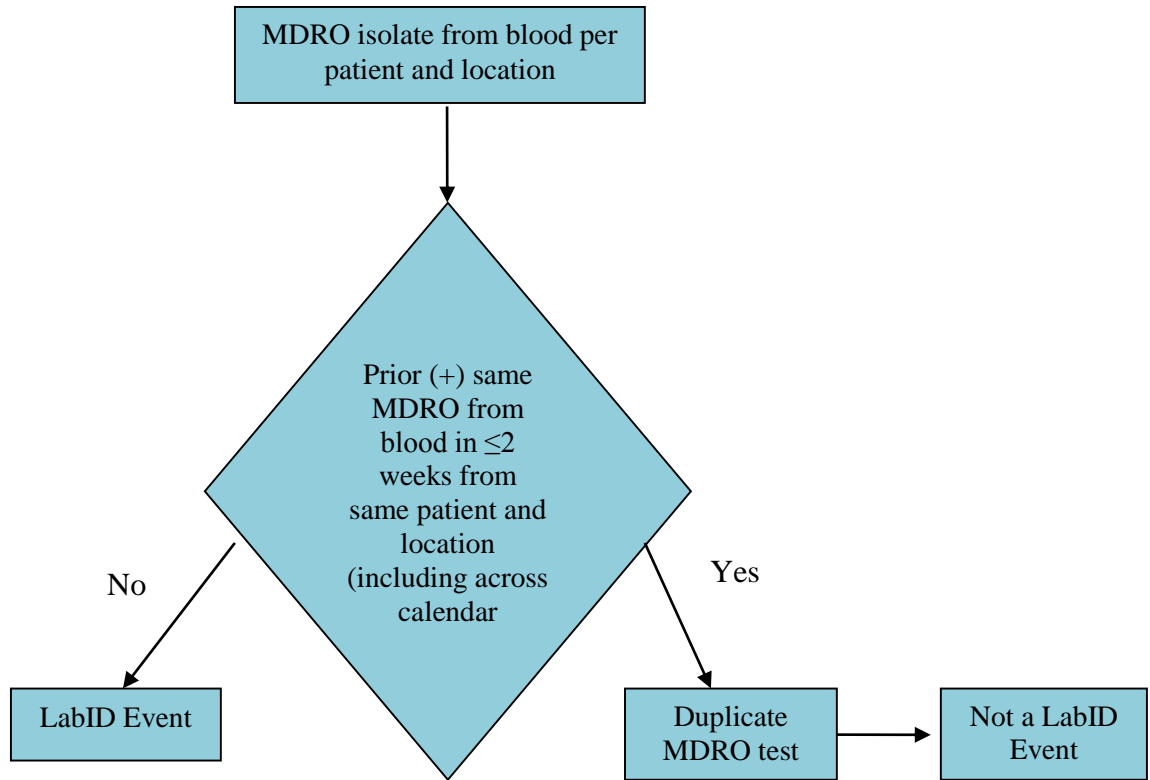 MDRO isolate from blood per
patient and location
Prior (+) same
MDRO from
blood in ≤2
weeks from
same patient and
location
(including across
calendar
No
Yes
LabID Event
Duplicate
MDRO test
Not a LabID
Event